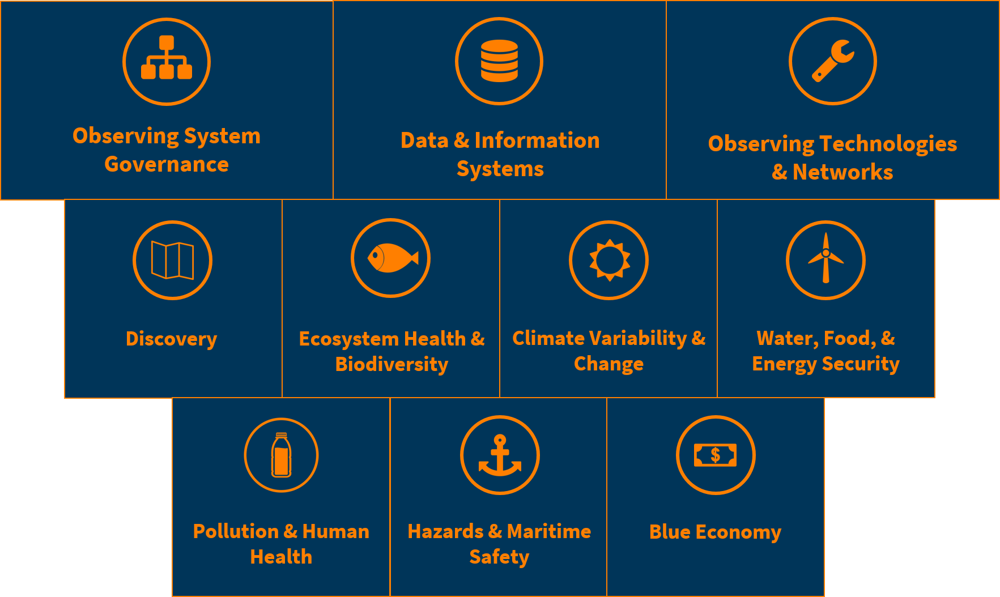 Observing System
Governance
Data & Information
Systems
Observing Technologies
& Networks
Discovery
Ecosystem Health &
Biodiversity
Climate Variability &
Change
Water, Food, &
Energy Security
Pollution & Human
Health
$
Hazards & Maritime
Safety
Blue Economy